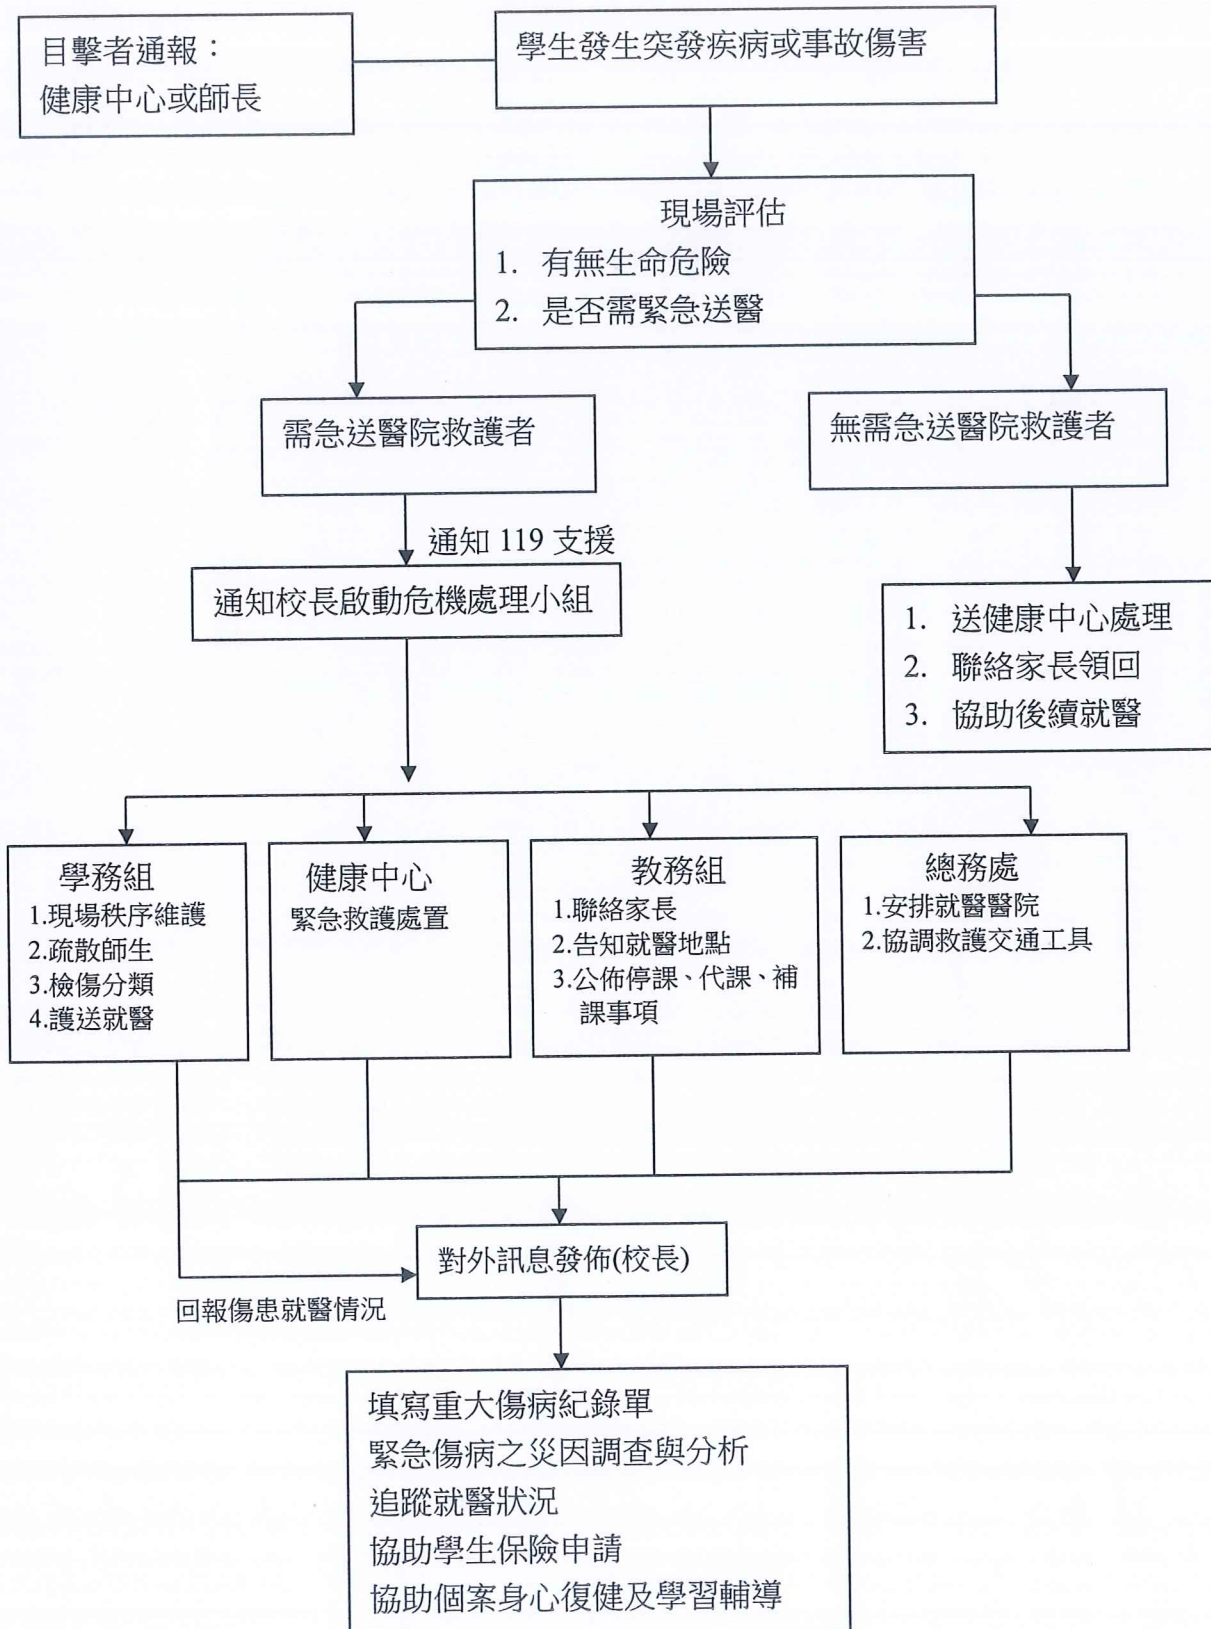 目擊者通報：
健康中心或師長
學生發生突發疾病或事故傷害
現場評估
1. 有無生命危險
2. 是否需緊急送醫
需急送醫院救護者
無需急送醫院救護者
通知 119 支援
通知校長啟動危機處理小組
1. 送健康中心處理
2. 聯絡家長領回
3. 協助後續就醫
學務組
1.現場秩序維護
2.疏散師生
3.檢傷分類
4.護送就醫
健康中心
緊急救護處置
教務組
1.聯絡家長
2.告知就醫地點
3.公佈停課、代課、補
課事項
總務處
1.安排就醫醫院
2.協調救護交通工具
對外訊息發佈(校長)
回報傷患就醫情況
填寫重大傷病紀錄單
緊急傷病之災因調查與分析
追蹤就醫狀況
協助學生保險申請
協助個案身心復健及學習輔導